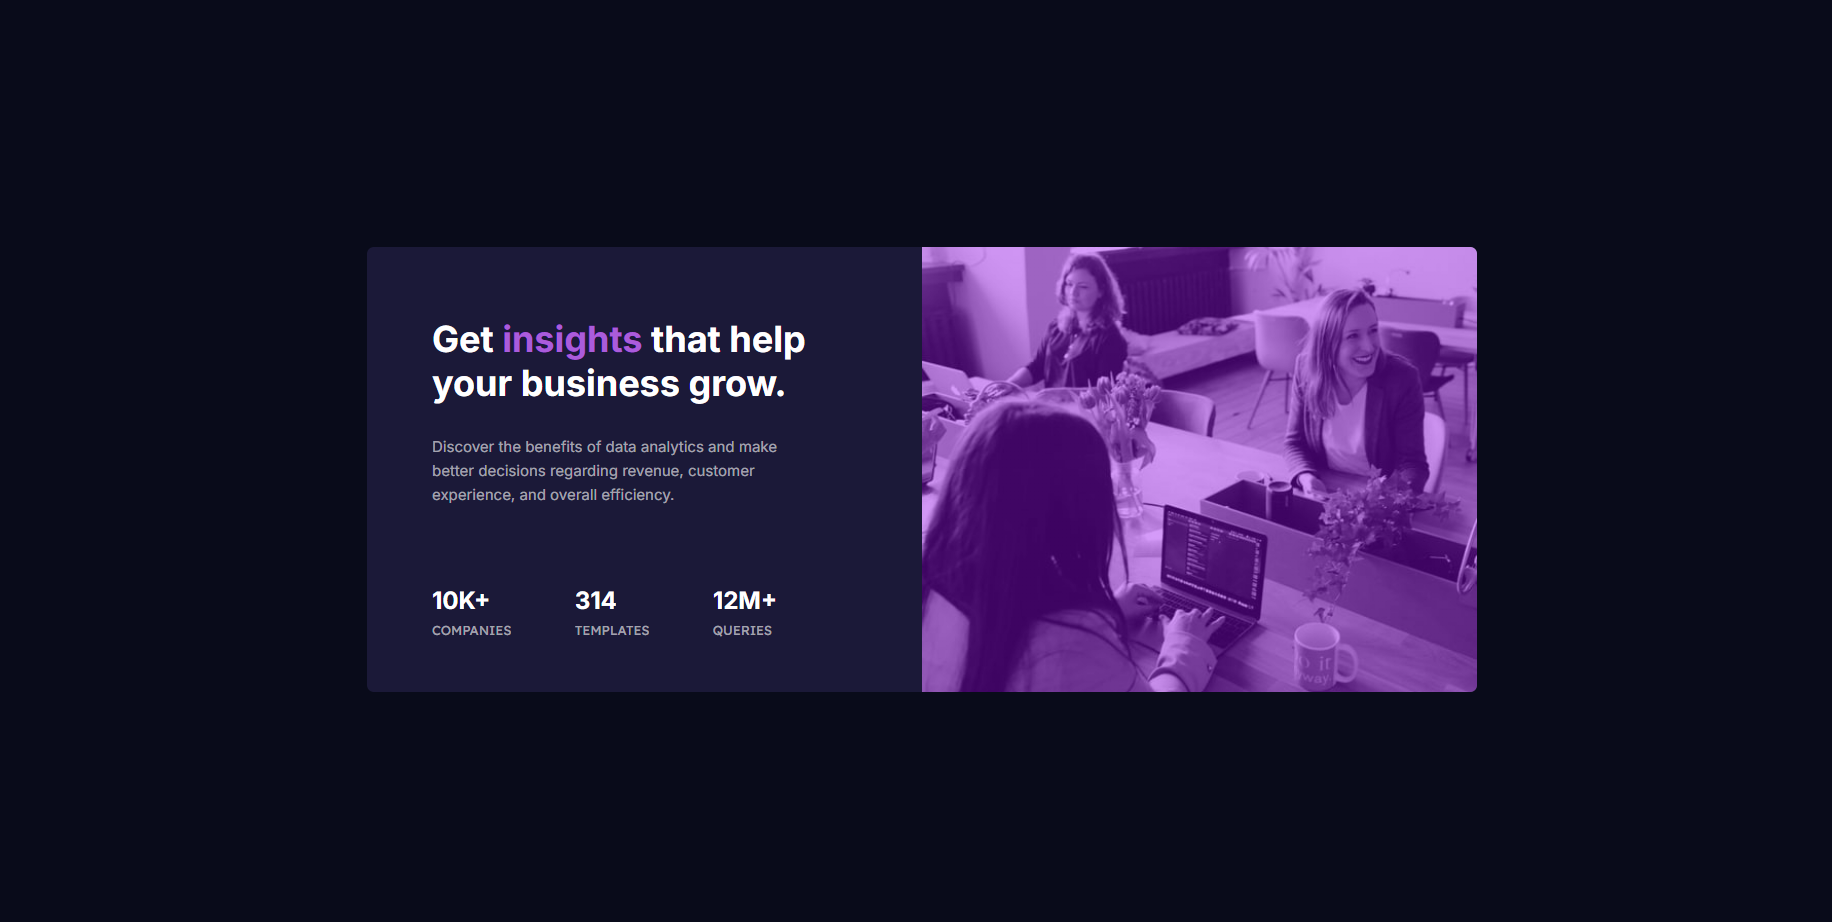 Get insights that help
your business grow.
Discover the benefits of data analytics and make
better decisions regarding revenue, customer
experience, and overall efficiency.
10K+ 314 12M+
COMPANIES TEMPLATES QUERIES